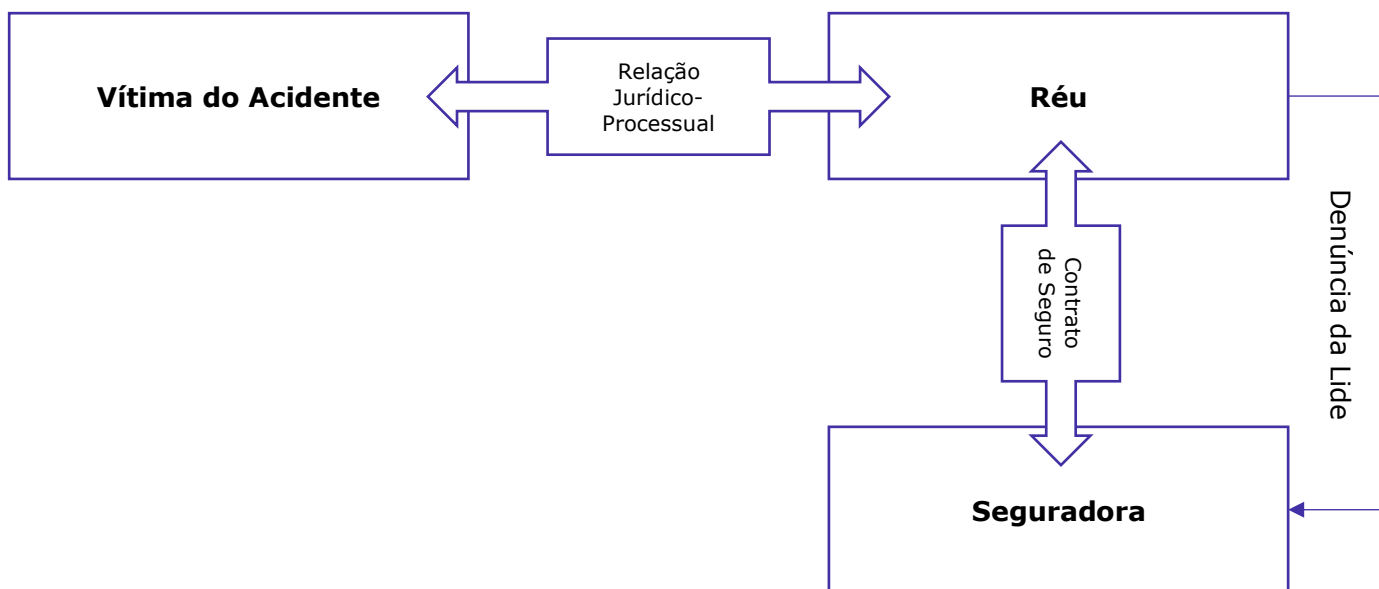 Vítima do Acidente
Relação
Jurídico-
Processual
Réu
Contrato
de Seguro
Denúncia da Lide
Seguradora